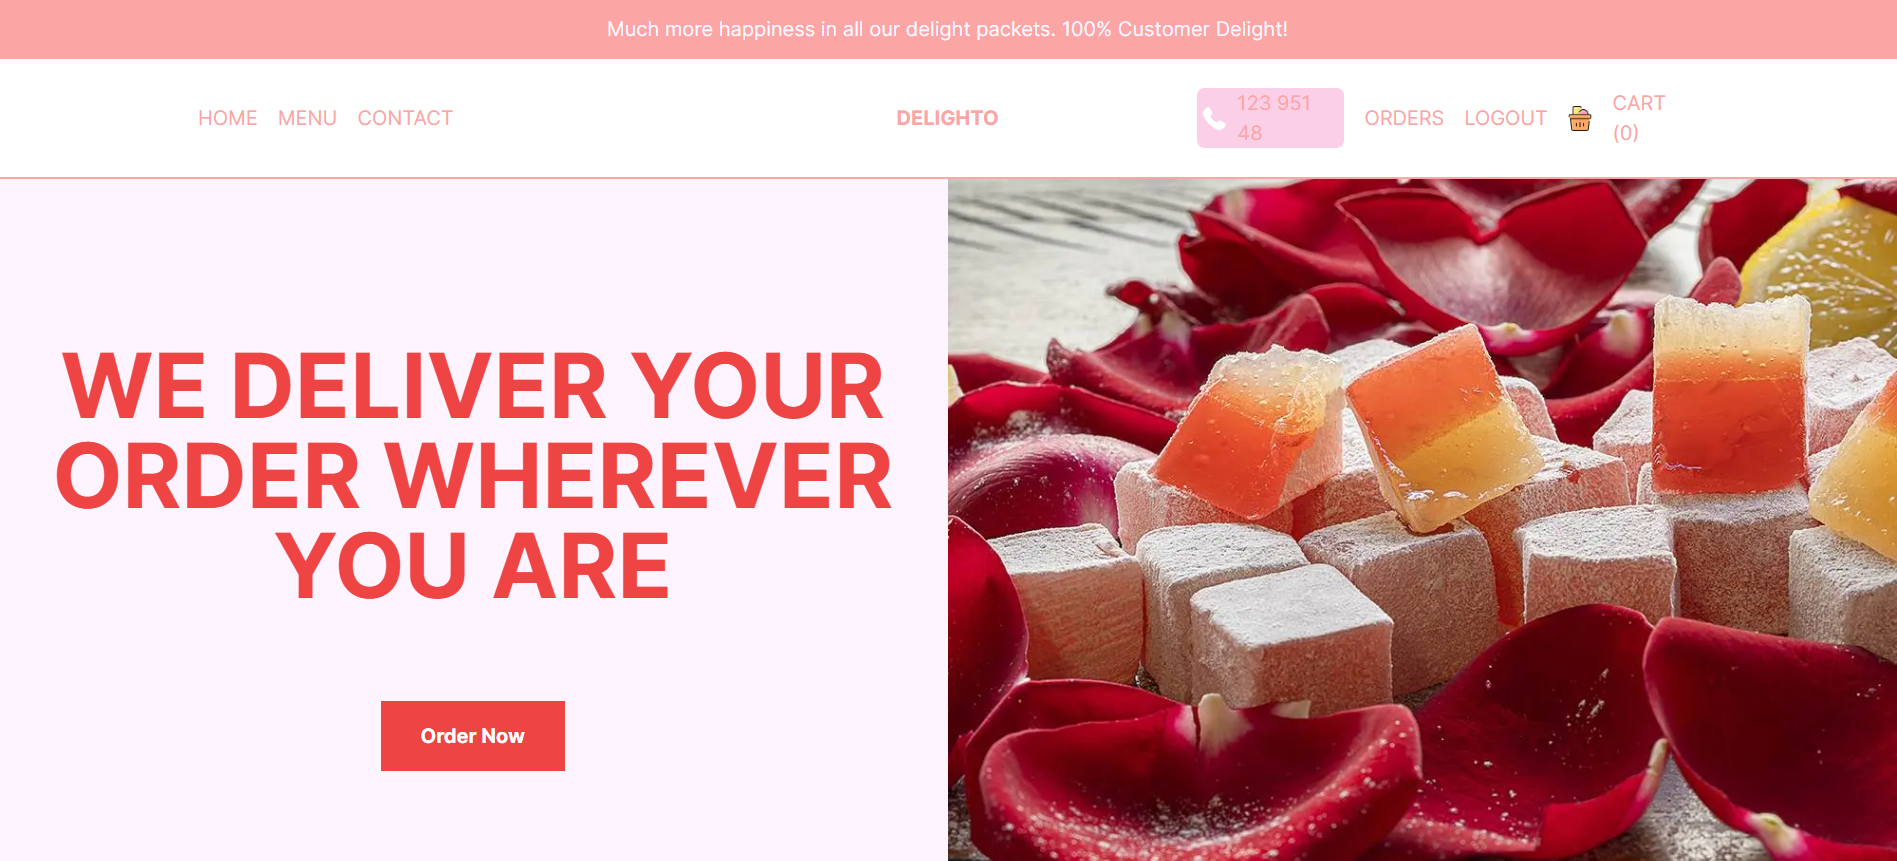 Much more happiness in all our delight packets. 100% Customer Delight!
HOME MENU CONTACT
DELIGHTO
123 951
48
ORDERS LOGOUT
CART
(0)
WE DELIVER YOUR
ORDER WHEREVER
YOU ARE
Order Now